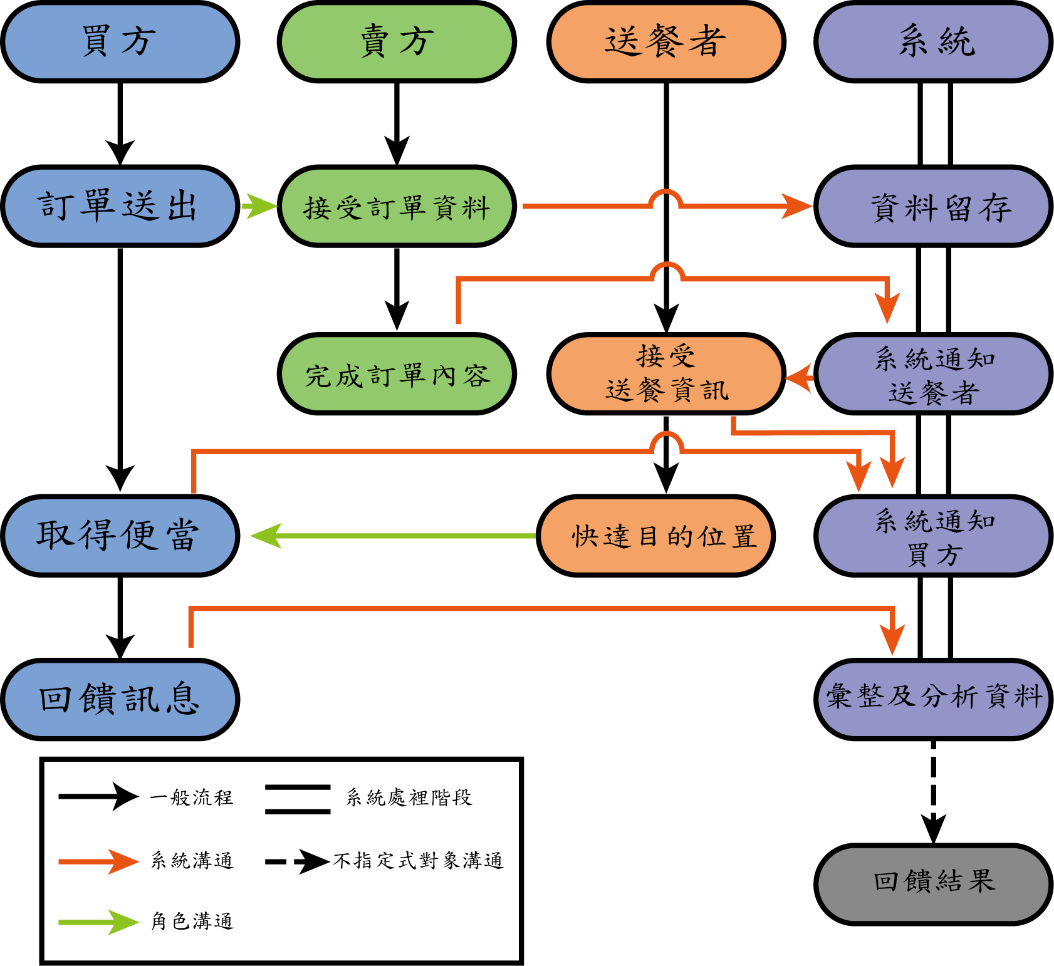 買方
賣方
送餐者
系統
訂單送出
接受訂單資料
資料留存
完成訂單內容
接受
送餐資訊
系統通知
送餐者
取得便當
快達目的位置
系統通知
買方
回饋訊息
彙整及分析資料
一般流程
系統處裡階段
系統溝通
不指定式對象溝通
角色溝通
回饋結果